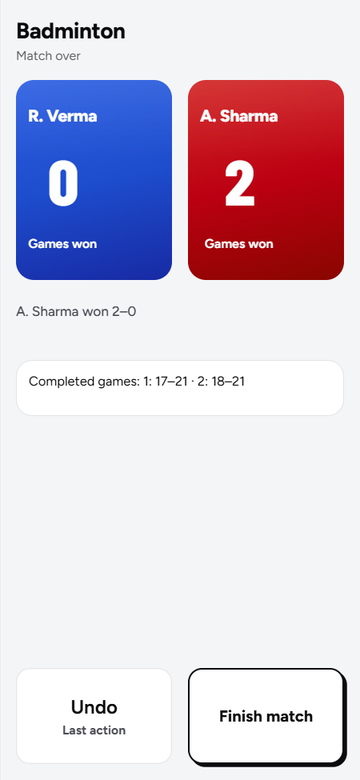 Badminton
Match over
R. Verma
0
Games won
A. Sharma
2
Games won
A. Sharma won 2–0
Completed games: 1: 17–21 · 2: 18–21
Undo
Last action
Finish match